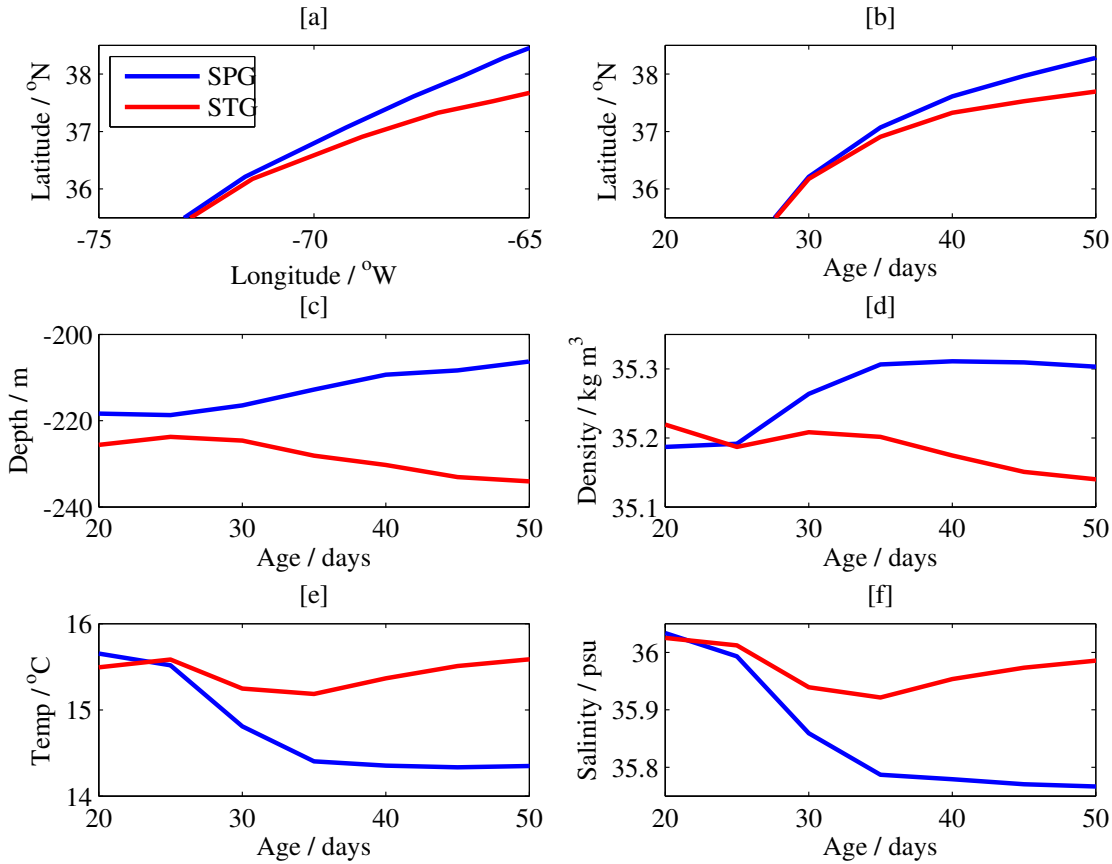 [a]
Latitude / °N
38
37
36
SPG
STG
-75
-70
-65
Longitude / °W
[b]
Latitude / °N
38
37
36
20
30
40
50
Age / days
[c]
Depth / m
-200
-220
-240
20
30
40
50
Age / days
[d]
Density / kg m³
35.3
35.2
35.1
20
30
40
50
Age / days
[e]
Temp / °C
16
15
14
20
30
40
50
Age / days
[f]
Salinity / psu
36
35.9
35.8
20
30
40
50
Age / days